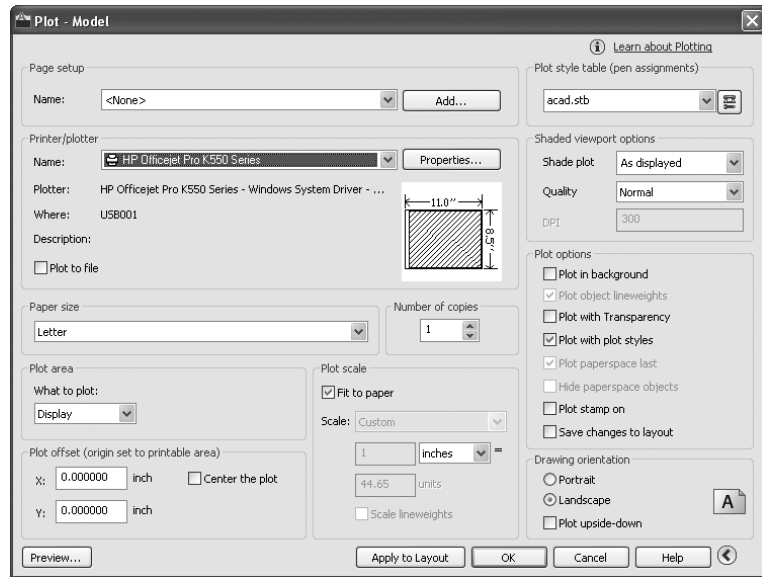 Plot - Model
Learn about Plotting
Page setup
Name: <None> Add...
Printer/plotter
Name: HP Officejet Pro K550 Series Properties...
Plotter: HP Officejet Pro K550 Series - Windows System Driver - ...
Where: USB001
Description:
Plot to file
11.0″
8.5″
Paper size
Letter
Number of copies
1
Plot area
What to plot:
Display
Plot offset (origin set to printable area)
X: 0.000000 inch Center the plot
Y: 0.000000 inch
Plot scale
Fit to paper
Scale: Custom
1 inches =
44.65 units
Scale lineweights
Plot style table (pen assignments)
acad.stb
Shaded viewport options
Shade plot As displayed
Quality Normal
DPI 300
Plot options
Plot in background
Plot object lineweights
Plot with Transparency
Plot with plot styles
Plot paperspace last
Hide paperspace objects
Plot stamp on
Save changes to layout
Drawing orientation
Portrait
Landscape
Plot upside-down
A
Preview... Apply to Layout OK Cancel Help